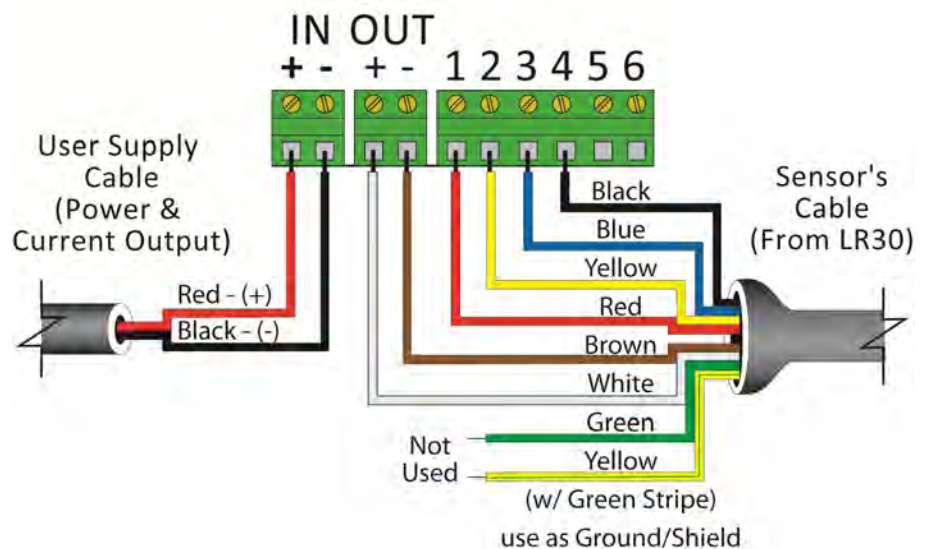 IN OUT
+ - + - 1 2 3 4 5 6
User Supply
Cable
(Power &
Current Output)
Red - (+)
Black - (-)
Black
Blue
Yellow
Red
Brown
White
Green
Yellow
(w/ Green Stripe)
use as Ground/Shield
Not
Used
Sensor's
Cable
(From LR30)